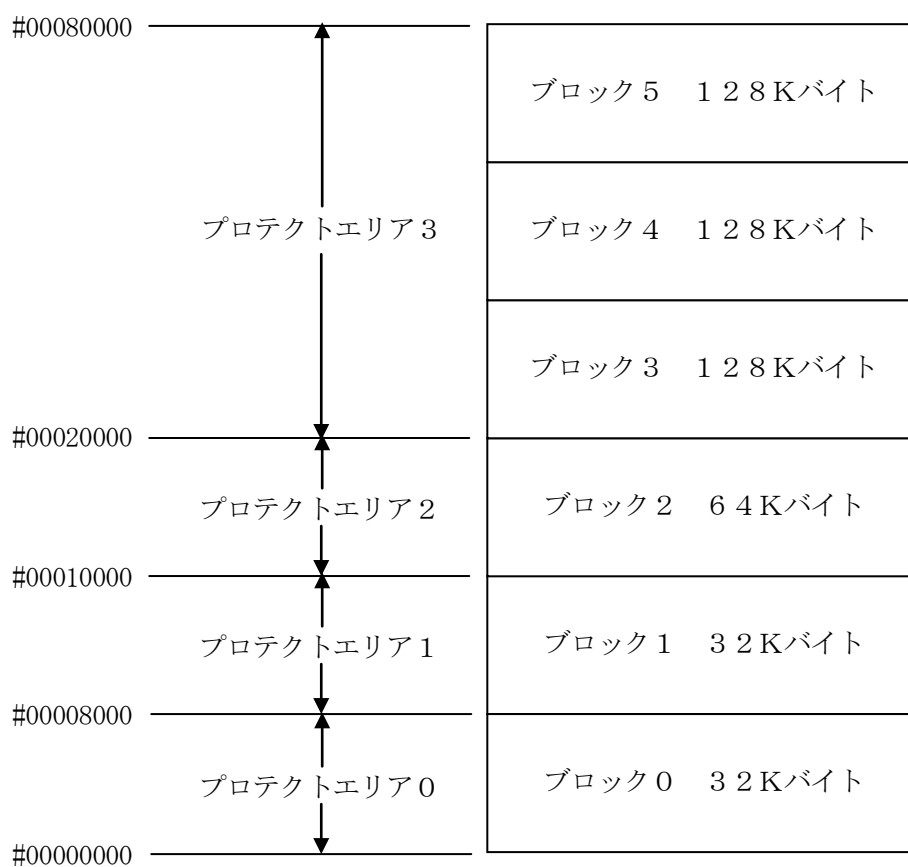 #00080000
ブロック５　１２８Ｋバイト
プロテクトエリア３
ブロック４　１２８Ｋバイト
ブロック３　１２８Ｋバイト
#00020000
プロテクトエリア２
ブロック２　６４Ｋバイト
#00010000
プロテクトエリア１
ブロック１　３２Ｋバイト
#00008000
プロテクトエリア０
ブロック０　３２Ｋバイト
#00000000